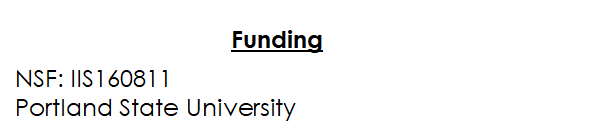 Funding
NSF: IIS160811
Portland State University